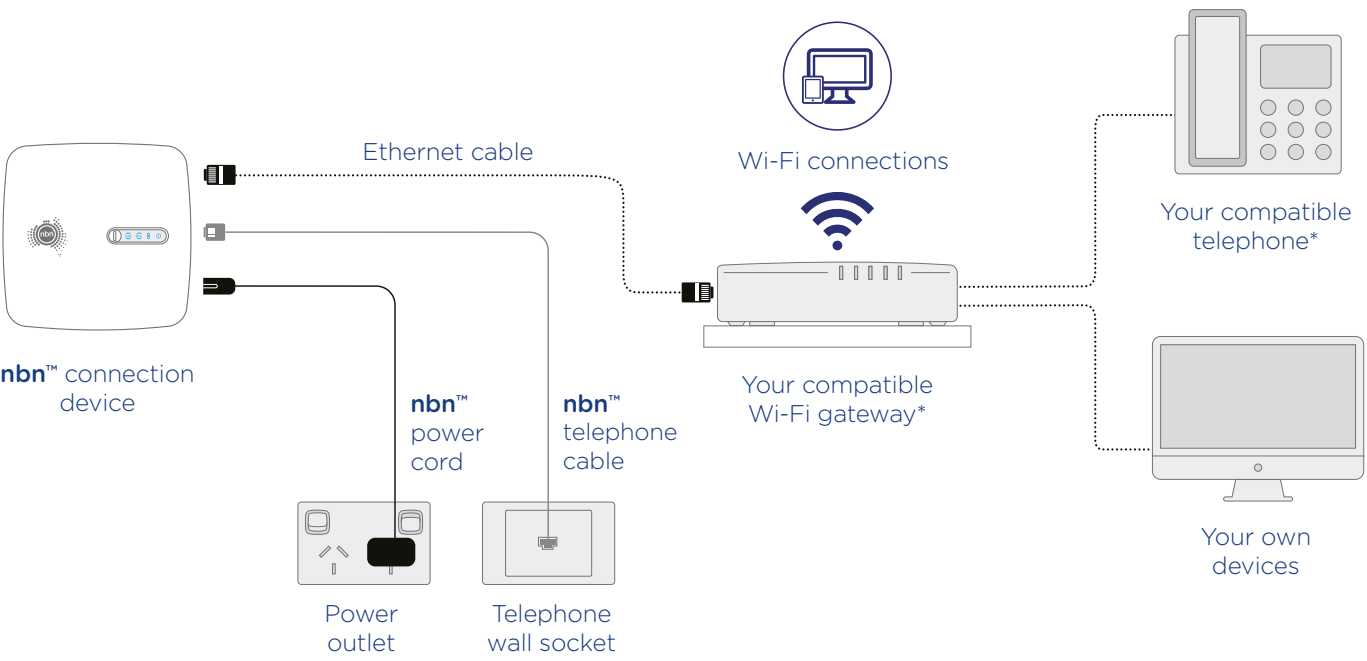 Ethernet cable
Wi-Fi connections
Your compatible
telephone*
nbn
nbn™ connection
device
nbn™
power
cord
nbn™
telephone
cable
Your compatible
Wi-Fi gateway*
Your own
devices
Power
outlet
Telephone
wall socket